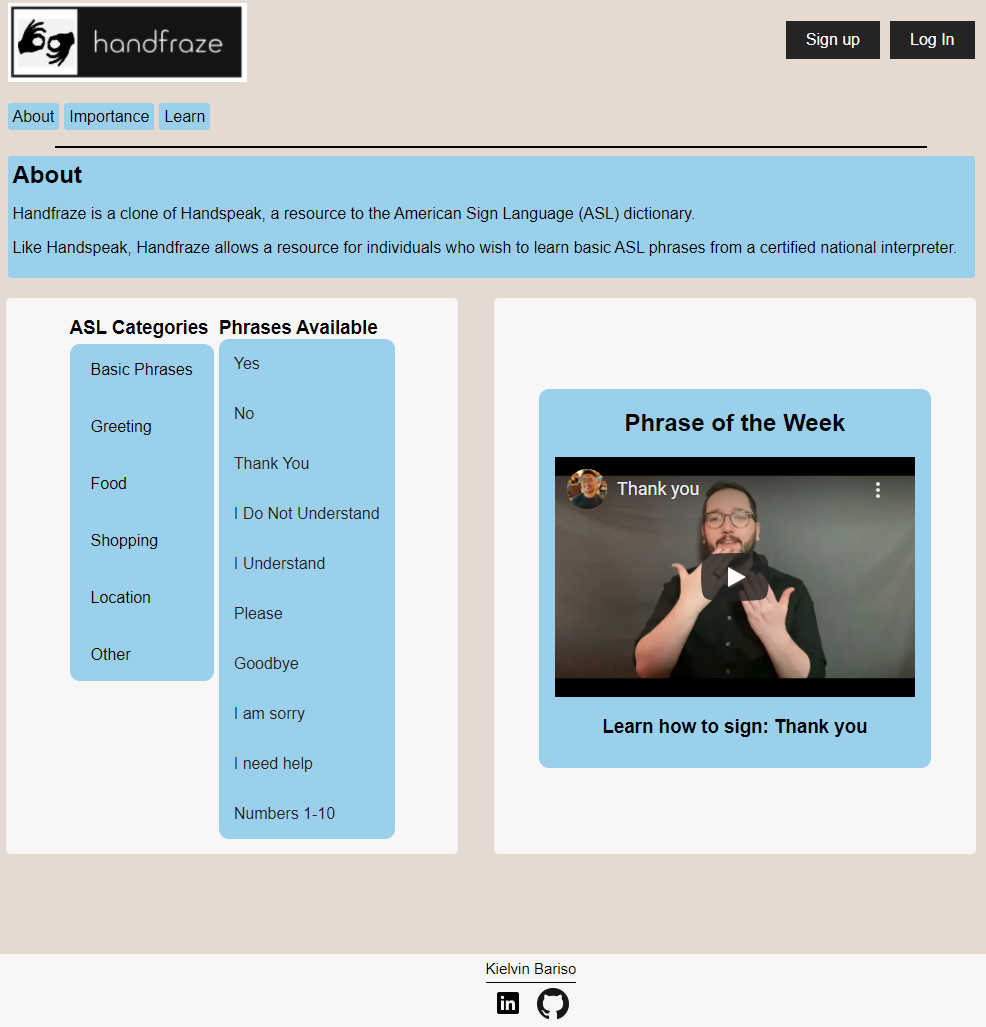 handfraze
Sign up
Log In
About
Importance
Learn
About
Handfraze is a clone of Handspeak, a resource to the American Sign Language (ASL) dictionary.
Like Handspeak, Handfraze allows a resource for individuals who wish to learn basic ASL phrases from a certified national interpreter.
ASL Categories
Basic Phrases
Greeting
Food
Shopping
Location
Other
Phrases Available
Yes
No
Thank You
I Do Not Understand
I Understand
Please
Goodbye
I am sorry
I need help
Numbers 1-10
Phrase of the Week
Thank you
Learn how to sign: Thank you
Kielvin Bariso
in